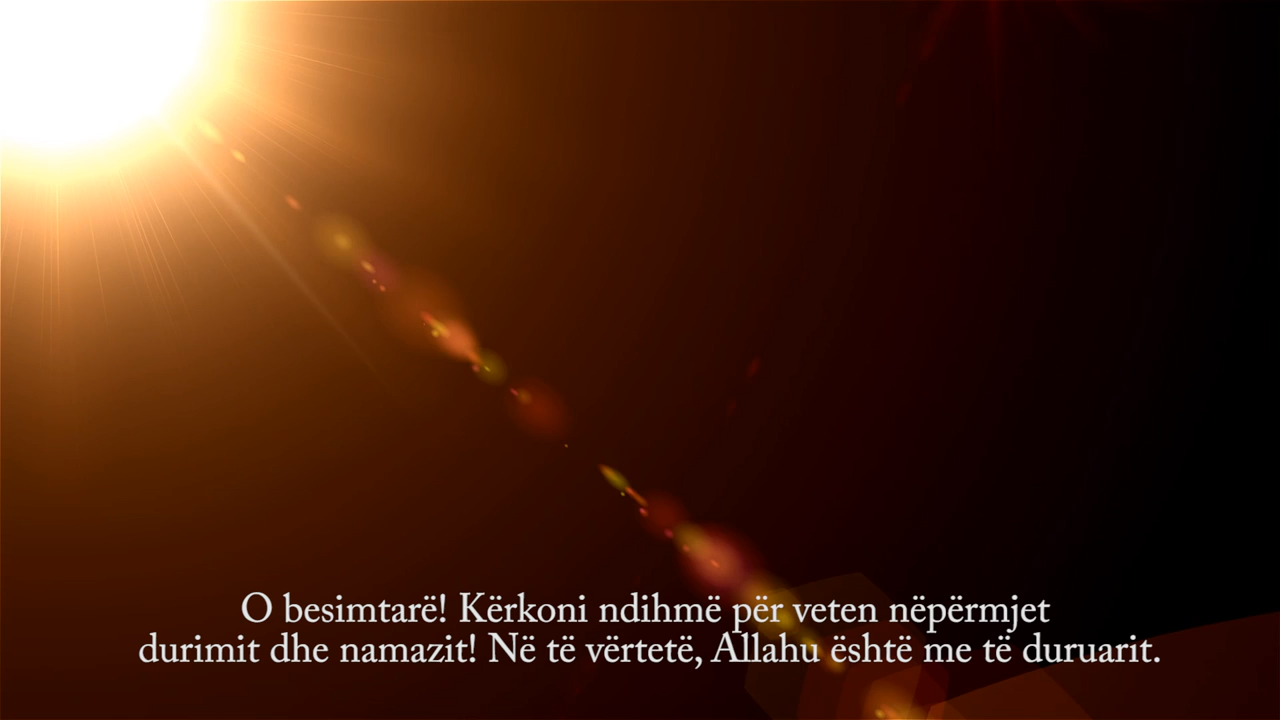 O besimtarë! Kërkoni ndihmë për veten nëpërmjet
durimit dhe namazit! Në të vërtetë, Allahu është me të duruarit.